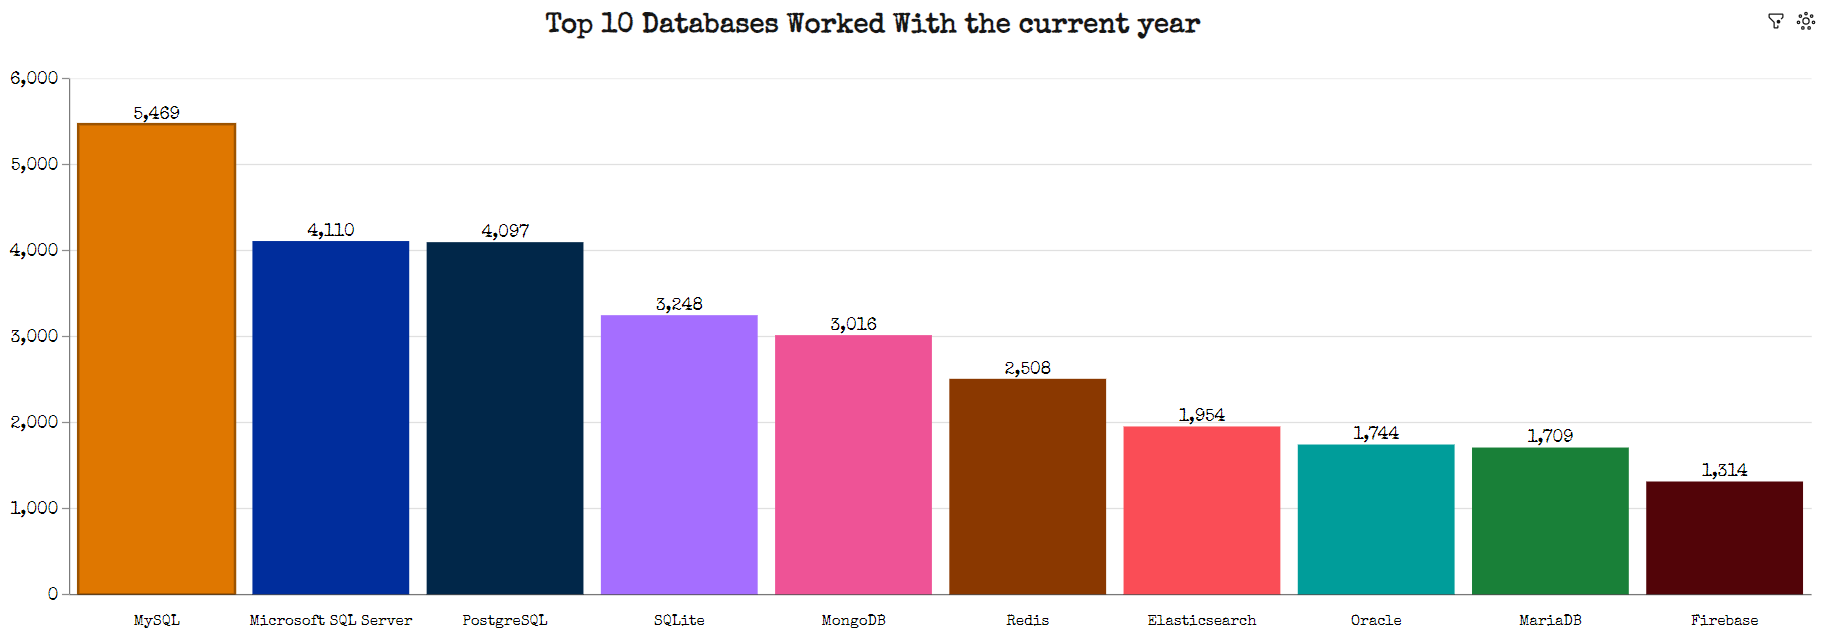 Top 10 Databases Worked With the current year
6,000
5,000
4,000
3,000
2,000
1,000
0
5,469
4,110
4,097
3,248
3,016
2,508
1,954
1,744
1,709
1,314
MySQL
Microsoft SQL Server
PostgreSQL
SQLite
MongoDB
Redis
Elasticsearch
Oracle
MariaDB
Firebase